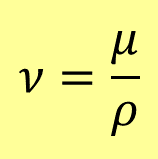 ν = μ/ρ